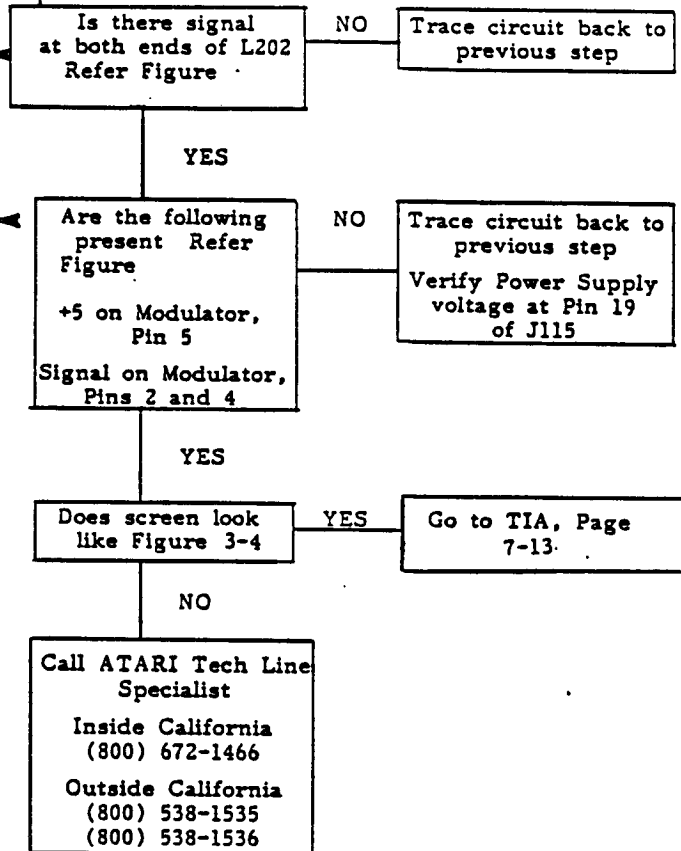 Is there signal
at both ends of L202
Refer Figure
NO
Trace circuit back to
previous step
YES
Are the following
present Refer
Figure
+5 on Modulator,
Pin 5
Signal on Modulator,
Pins 2 and 4
NO
Trace circuit back to
previous step
Verify Power Supply
voltage at Pin 19
of J115
YES
Does screen look
like Figure 3-4
YES
Go to TIA, Page
7-13
NO
Call ATARI Tech Line
Specialist
Inside California
(800) 672-1466
Outside California
(800) 538-1535
(800) 538-1536